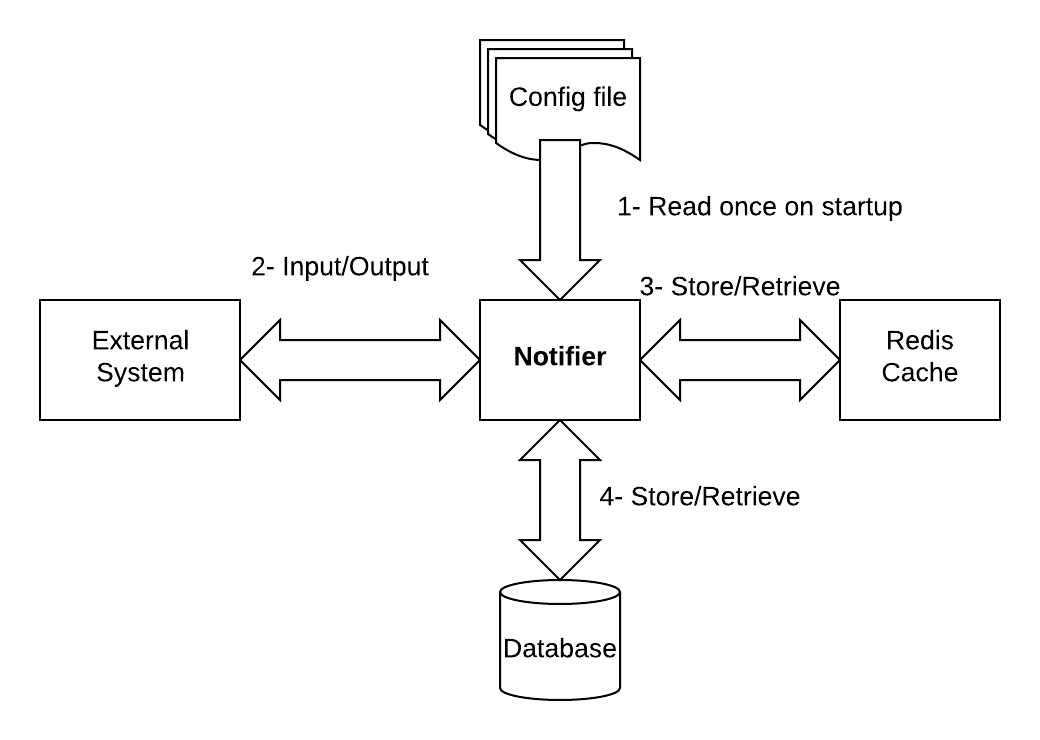 Config file
1- Read once on startup
2- Input/Output
3- Store/Retrieve
External
System
Notifier
Redis
Cache
4- Store/Retrieve
Database